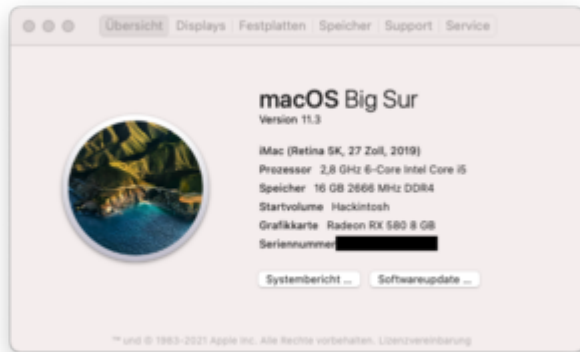 Übersicht Displays Festplatten Speicher Support Service
macOS Big Sur
Version 11.3
iMac (Retina 5K, 27 Zoll, 2019)
Prozessor 2,8 GHz 6-Core Intel Core i5
Speicher 16 GB 2666 MHz DDR4
Startvolume Hackintosh
Grafikkarte Radeon RX 580 8 GB
Seriennummer
Systembericht ... Softwareupdate ...
™ und © 1983-2021 Apple Inc. Alle Rechte vorbehalten. Lizenzvereinbarung